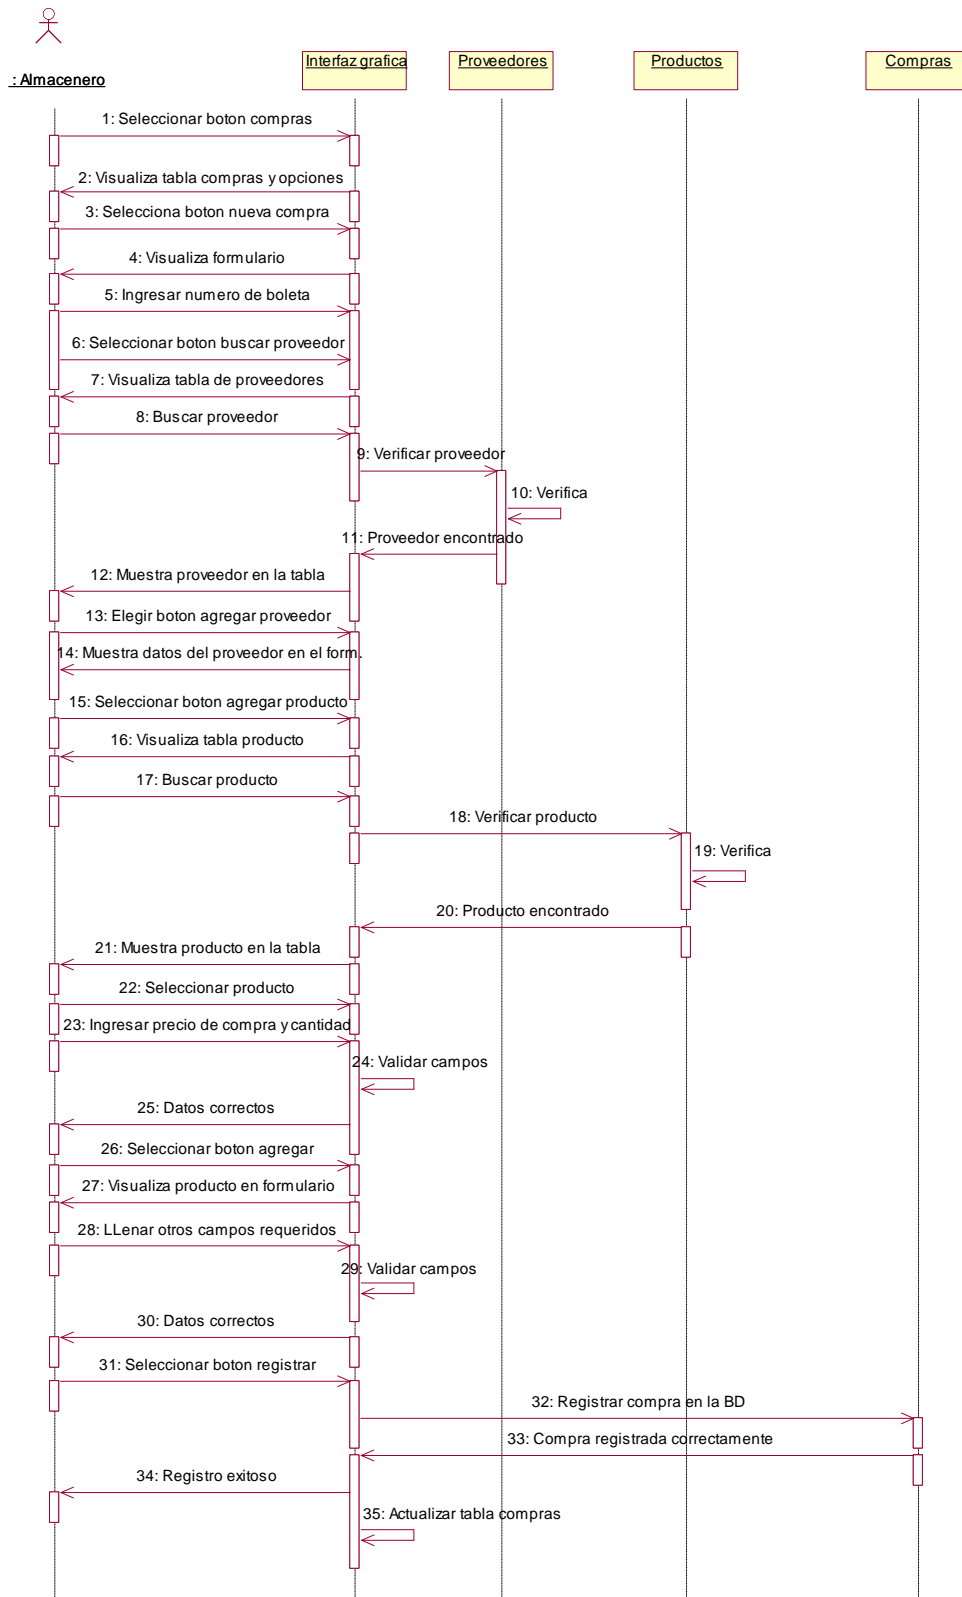 : Almacenero
Interfaz grafica
Proveedores
Productos
Compras
1: Seleccionar boton compras
2: Visualiza tabla compras y opciones
3: Selecciona boton nueva compra
4: Visualiza formulario
5: Ingresar numero de boleta
6: Seleccionar boton buscar proveedor
7: Visualiza tabla de proveedores
8: Buscar proveedor
9: Verificar proveedor
10: Verifica
11: Proveedor encontrado
12: Muestra proveedor en la tabla
13: Elegir boton agregar proveedor
14: Muestra datos del proveedor en el form.
15: Seleccionar boton agregar producto
16: Visualiza tabla producto
17: Buscar producto
18: Verificar producto
19: Verifica
20: Producto encontrado
21: Muestra producto en la tabla
22: Seleccionar producto
23: Ingresar precio de compra y cantidad
24: Validar campos
25: Datos correctos
26: Seleccionar boton agregar
27: Visualiza producto en formulario
28: LLenar otros campos requeridos
29: Validar campos
30: Datos correctos
31: Seleccionar boton registrar
32: Registrar compra en la BD
33: Compra registrada correctamente
34: Registro exitoso
35: Actualizar tabla compras